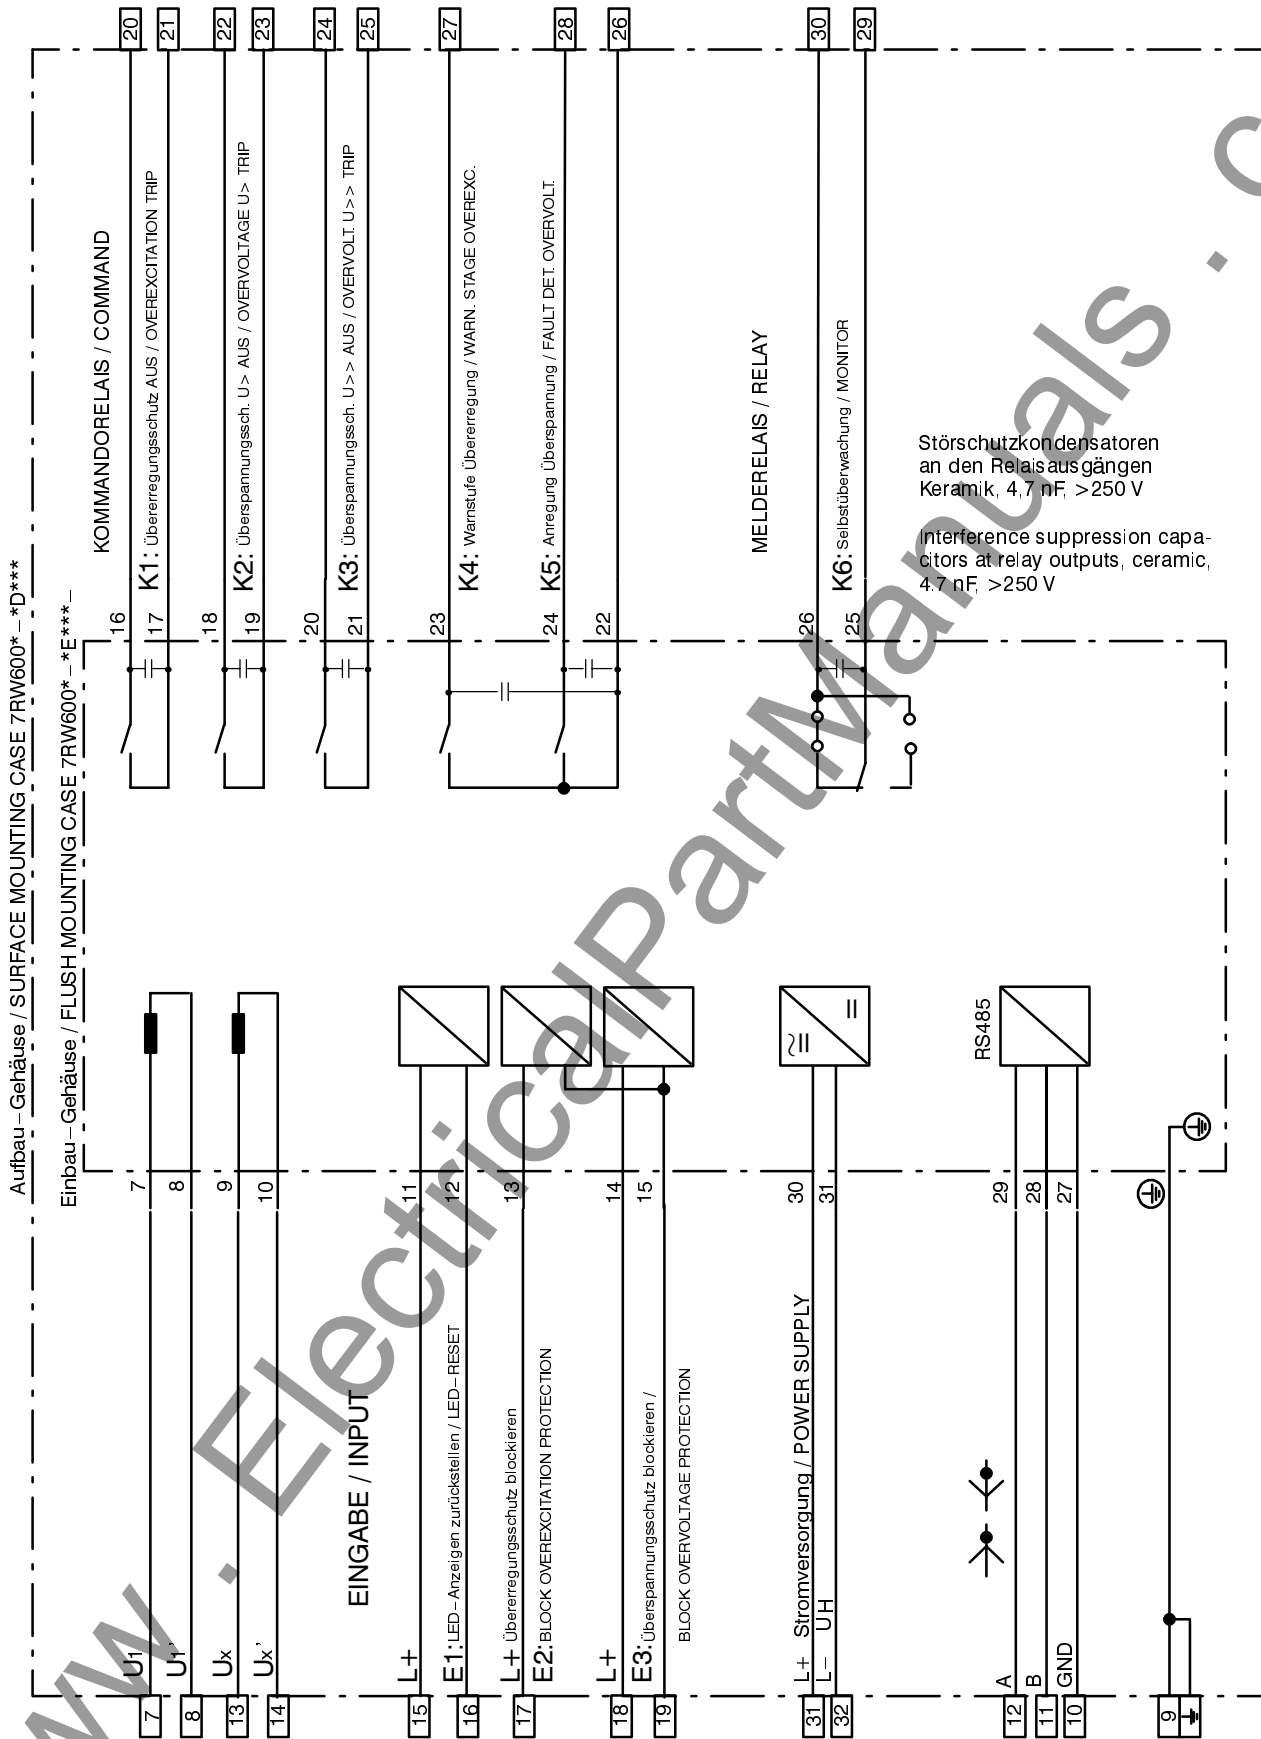 Aufbau–Gehäuse / SURFACE MOUNTING CASE 7RW600*–*D***
Einbau–Gehäuse / FLUSH MOUNTING CASE 7RW600*–*E***–
20
21
22
23
24
25
27
28
26
30
29
KOMMANDORELAIS / COMMAND
K1: Übererregungsschutz AUS / OVEREXCITATION TRIP
K2: Überspannungssch. U> AUS / OVERVOLTAGE U> TRIP
K3: Überspannungssch. U>> AUS / OVERVOLT. U>> TRIP
K4: Warnstufe Übererregung / WARN. STAGE OVEREXC.
K5: Anregung Überspannung / FAULT DET. OVERVOLT.
MELDERELAIS / RELAY
K6: Selbstüberwachung / MONITOR
16
17
18
19
20
21
23
24
22
26
25
Störschutzkondensatoren
an den Relaisausgängen
Keramik, 4,7 nF, >250 V
Interference suppression capa-
citors at relay outputs, ceramic,
4.7 nF, >250 V
RS485
7
8
9
10
11
12
13
14
15
30
31
29
28
27
EINGABE / INPUT
U1
U1'
Ux
Ux'
L+
E1: LED–Anzeigen zurückstellen / LED–RESET
L+ Übererregungsschutz blockieren
E2: BLOCK OVEREXCITATION PROTECTION
L+
E3: Überspannungsschutz blockieren /
BLOCK OVERVOLTAGE PROTECTION
L+ Stromversorgung / POWER SUPPLY
L– UH
A
B
GND
7
8
13
14
15
16
17
18
19
31
32
12
11
10
9
ww . ElectricalPartManuals . c